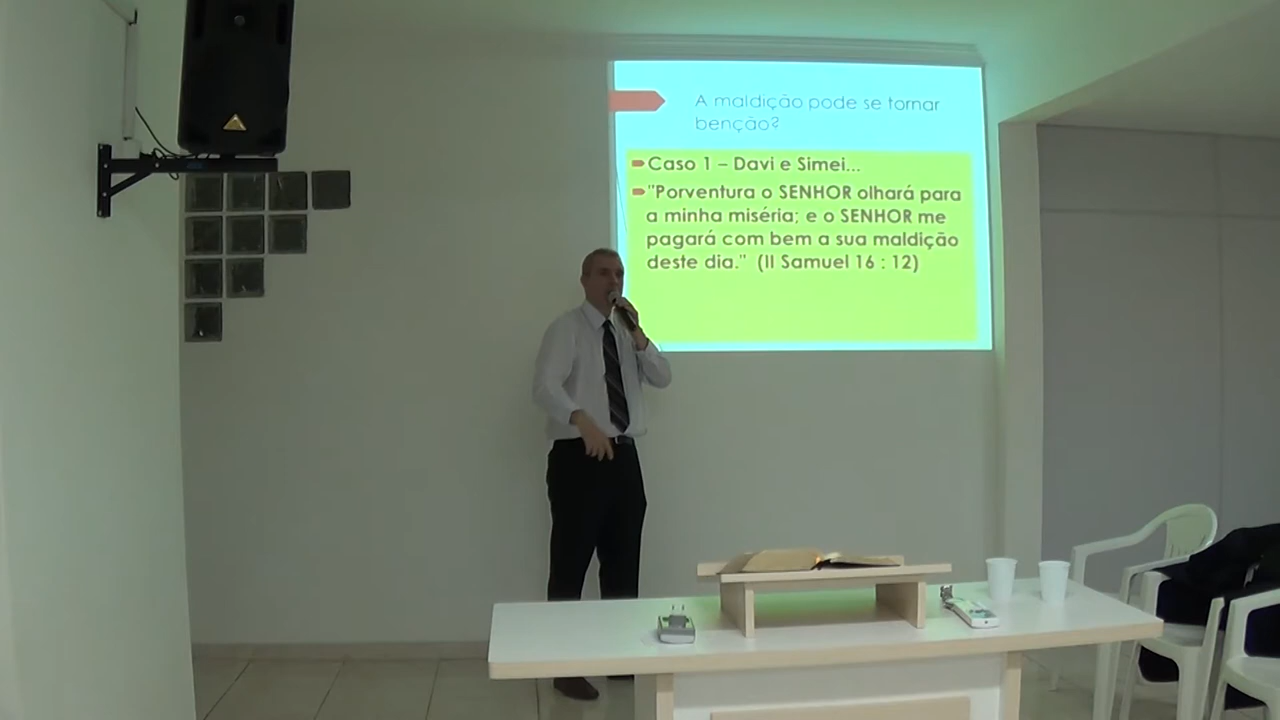 A maldição pode se tornar
benção?
Caso 1 – Davi e Simei...
"Porventura o SENHOR olhará para
a minha miséria; e o SENHOR me
pagará com bem a sua maldição
deste dia." (II Samuel 16 : 12)